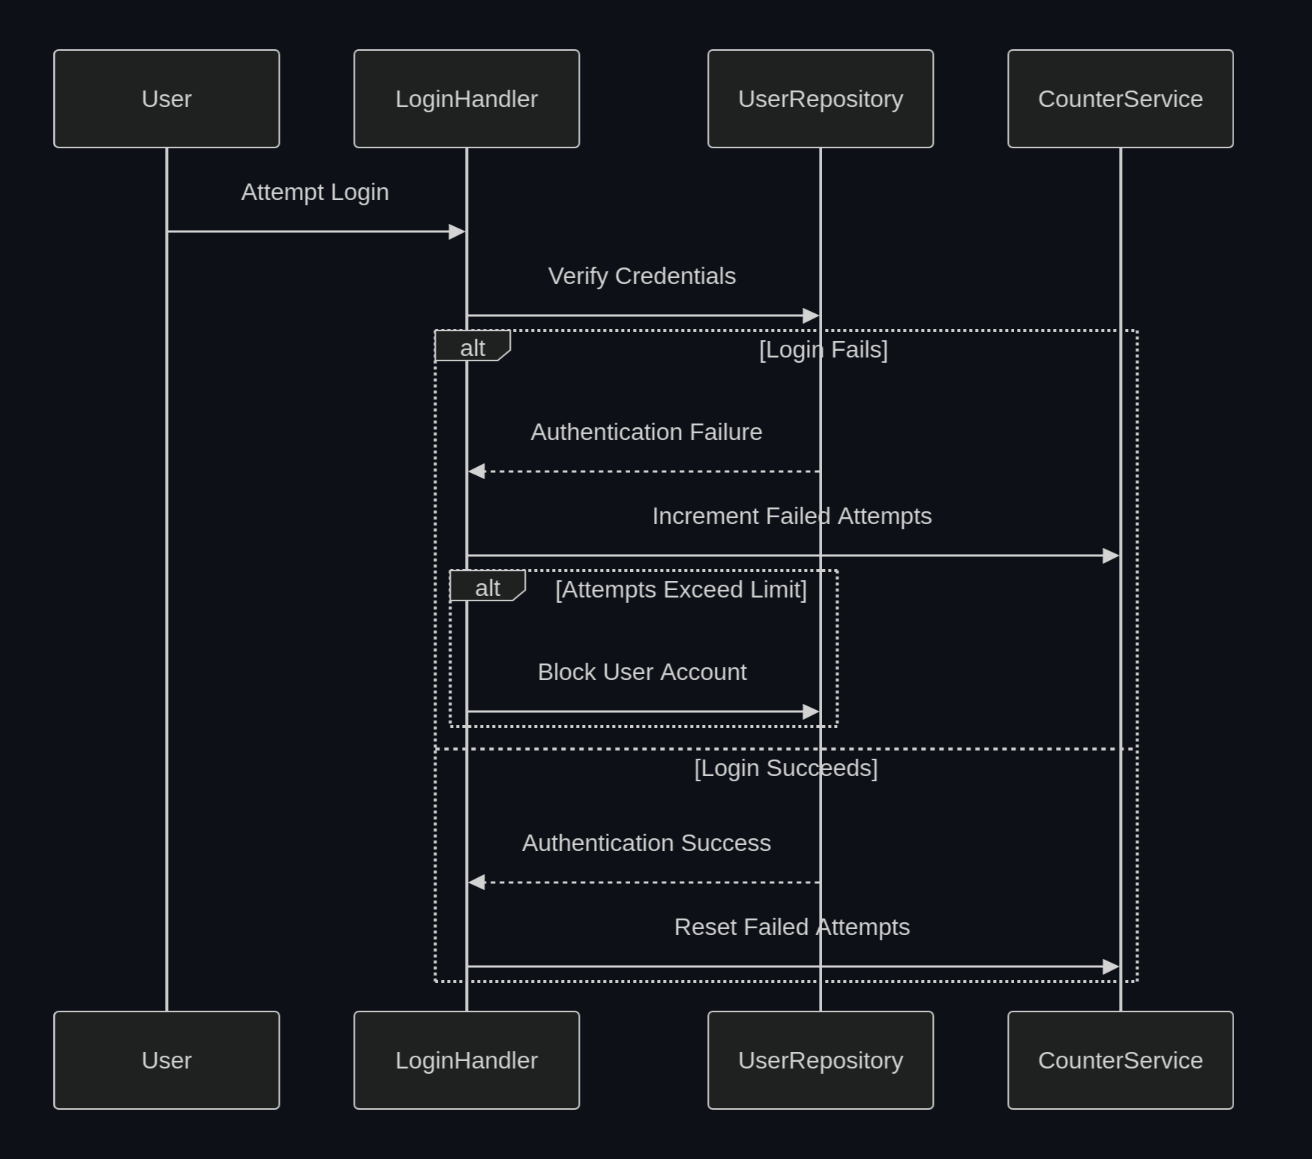 User
LoginHandler
UserRepository
CounterService
Attempt Login
Verify Credentials
alt
[Login Fails]
Authentication Failure
Increment Failed Attempts
alt
[Attempts Exceed Limit]
Block User Account
[Login Succeeds]
Authentication Success
Reset Failed Attempts
User
LoginHandler
UserRepository
CounterService